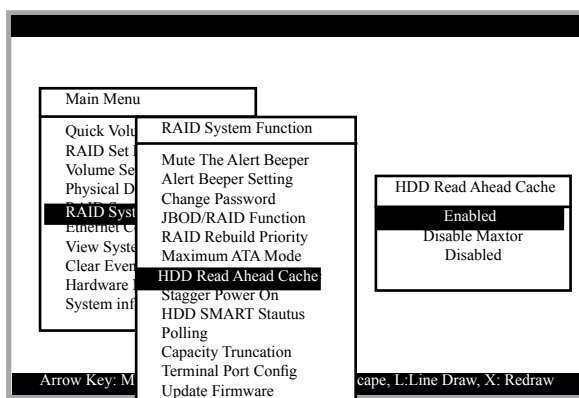 Main Menu
Quick Volu
RAID Set
Volume Se
Physical D
RAID Syst
Ethernet C
View Syste
Clear Even
Hardware
System inf
RAID System Function
Mute The Alert Beeper
Alert Beeper Setting
Change Password
JBOD/RAID Function
RAID Rebuild Priority
Maximum ATA Mode
HDD Read Ahead Cache
Stagger Power On
HDD SMART Stautus
Polling
Capacity Truncation
Terminal Port Config
Update Firmware
HDD Read Ahead Cache
Enabled
Disable Maxtor
Disabled
Arrow Key: M
cape, L:Line Draw, X: Redraw